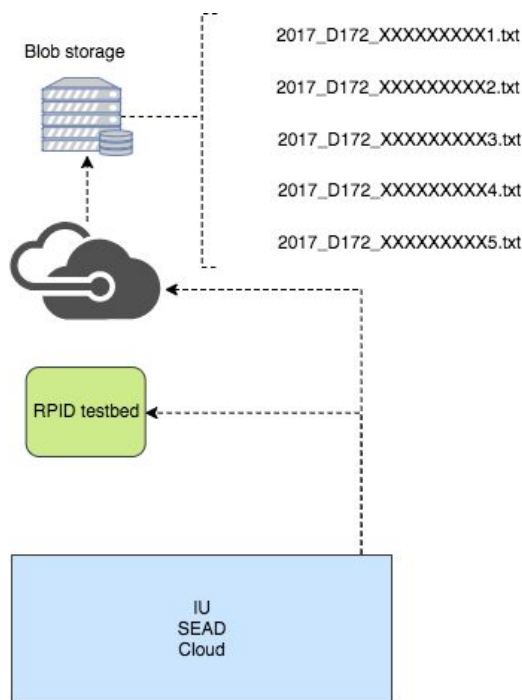 Blob storage
2017_D172_XXXXXXXXX1.txt
2017_D172_XXXXXXXXX2.txt
2017_D172_XXXXXXXXX3.txt
2017_D172_XXXXXXXXX4.txt
2017_D172_XXXXXXXXX5.txt
RPID testbed
IU
SEAD
Cloud